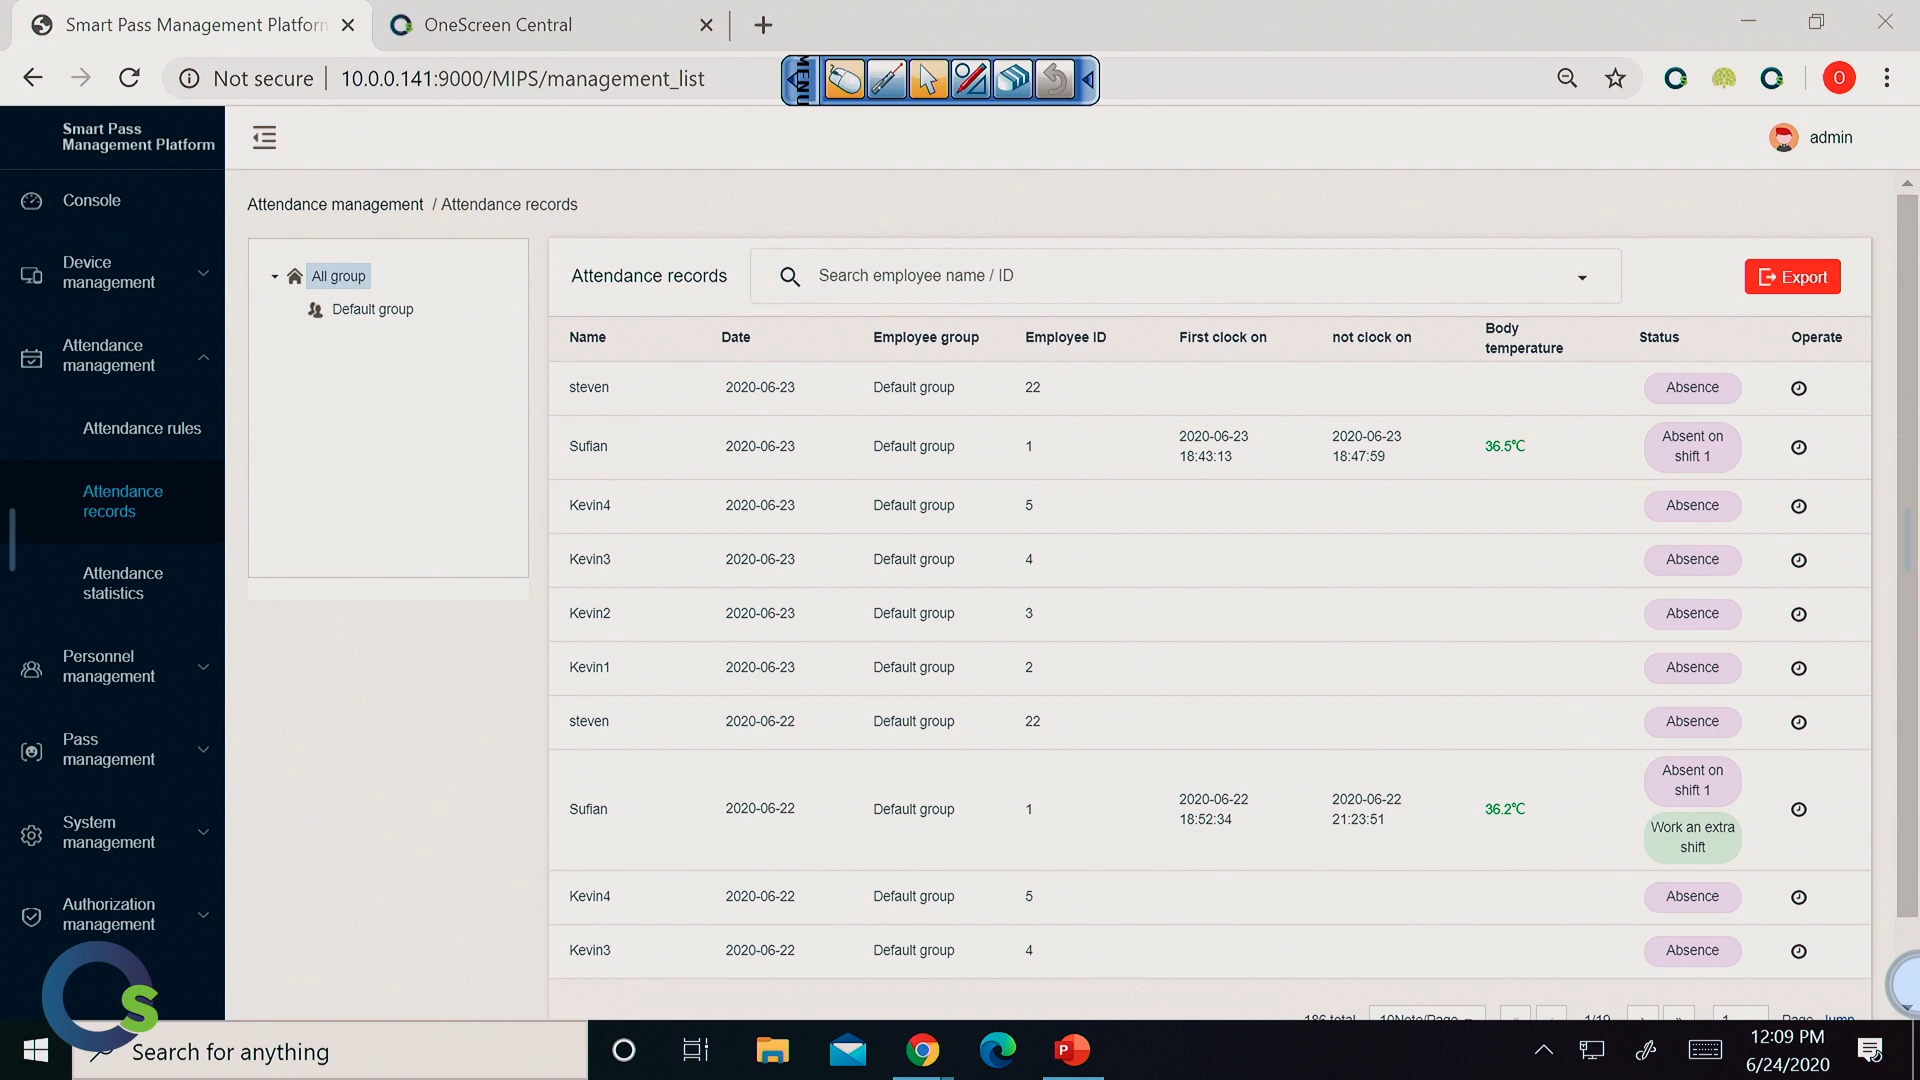 Smart Pass Management Platform
OneScreen Central
Not secure
10.0.0.141:9000/MIPS/management_list
MENU
O
Smart Pass
Management Platform
admin
Console
Device
management
Attendance
management
Attendance rules
Attendance
records
Attendance
statistics
Personnel
management
Pass
management
System
management
Authorization
management
Attendance management / Attendance records
All group
Default group
Attendance records
Search employee name / ID
Export
Name Date Employee group Employee ID First clock on not clock on Body temperature Status Operate
steven 2020-06-23 Default group 22 Absence
Sufian 2020-06-23 Default group 1 2020-06-23 18:43:13 2020-06-23 18:47:59 36.5℃ Absent on shift 1
Kevin4 2020-06-23 Default group 5 Absence
Kevin3 2020-06-23 Default group 4 Absence
Kevin2 2020-06-23 Default group 3 Absence
Kevin1 2020-06-23 Default group 2 Absence
steven 2020-06-22 Default group 22 Absence
Sufian 2020-06-22 Default group 1 2020-06-22 18:52:34 2020-06-22 21:23:51 36.2℃ Absent on shift 1 Work an extra shift
Kevin4 2020-06-22 Default group 5 Absence
Kevin3 2020-06-22 Default group 4 Absence
186 total 10Note/Page 1/19 1 Page Jump
S
Search for anything
P
12:09 PM
6/24/2020